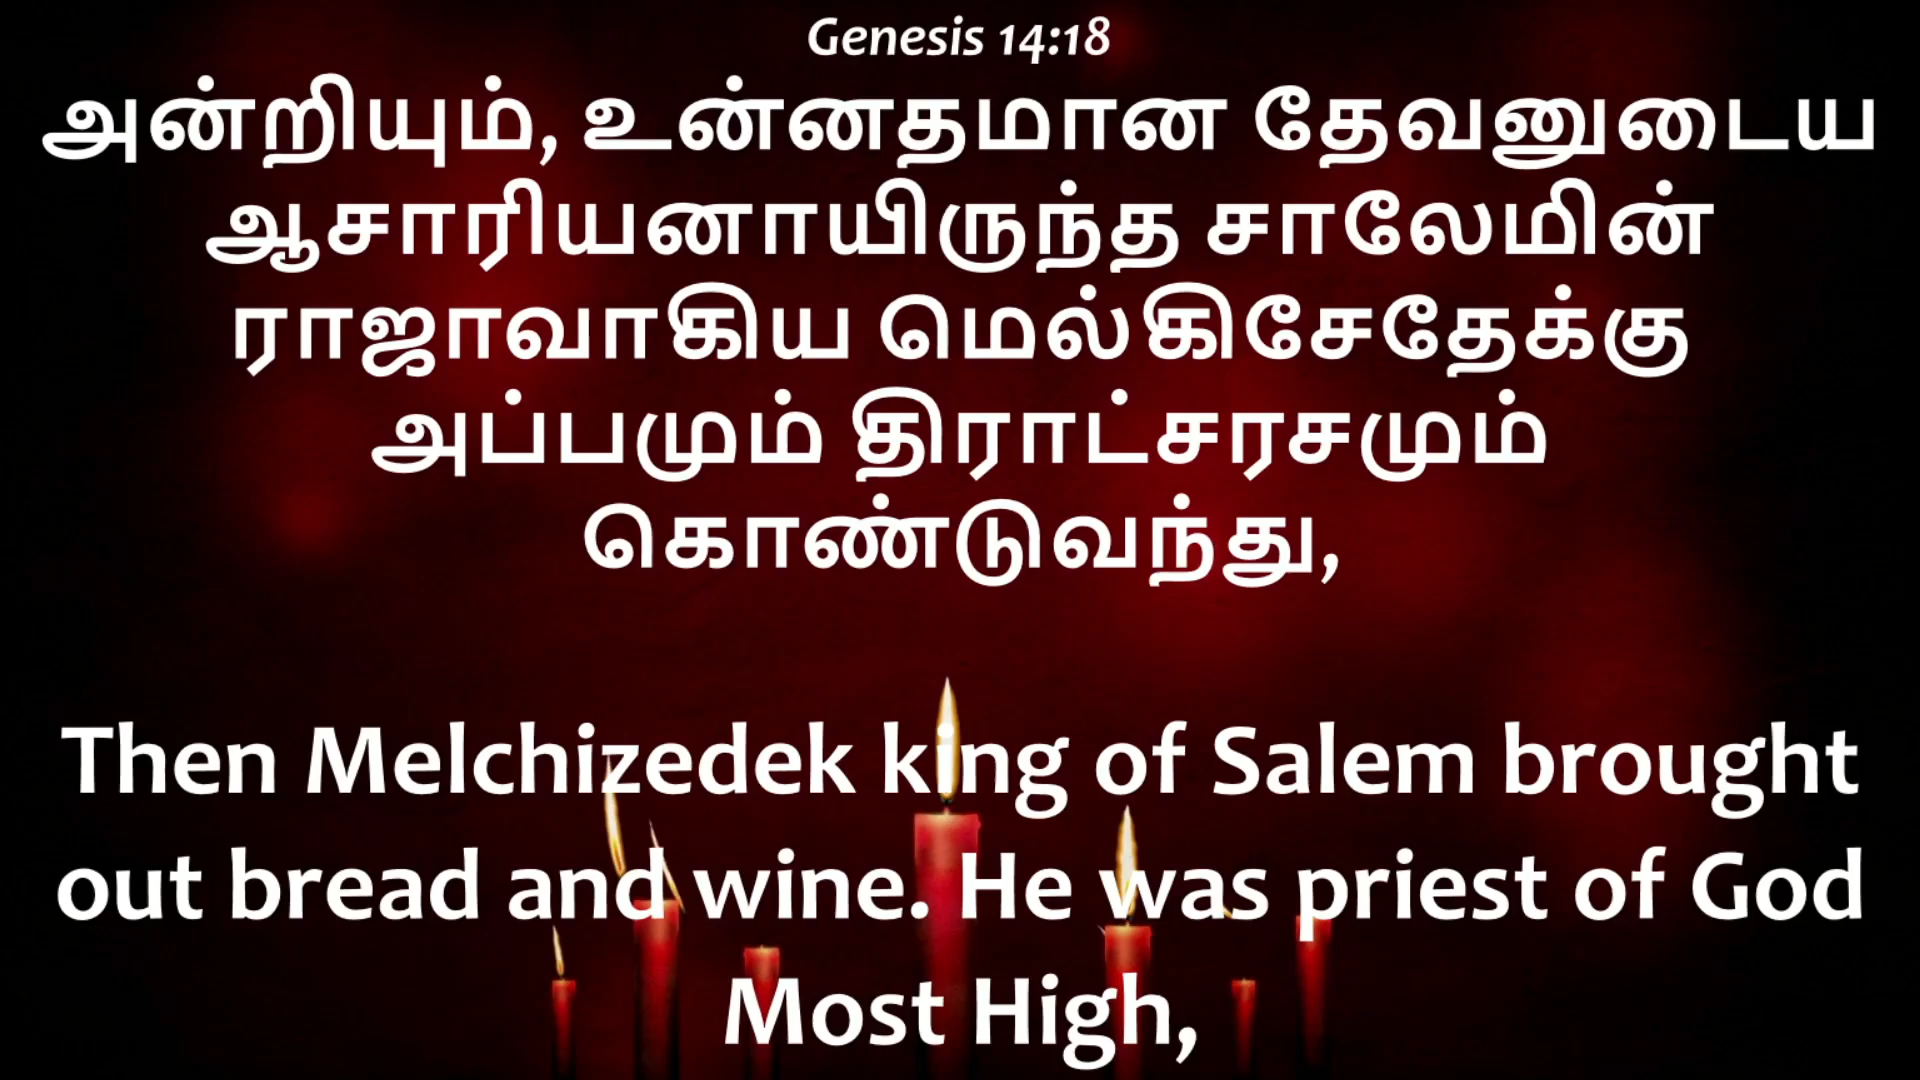 Genesis 14:18
அன்றியும், உன்னதமான தேவனுடைய
ஆசாரியனாயிருந்த சாலேமின்
ராஜாவாகிய மெல்கிசேதேக்கு
அப்பமும் திராட்சரசமும்
கொண்டுவந்து,
Then Melchizedek king of Salem brought
out bread and wine. He was priest of God
Most High,